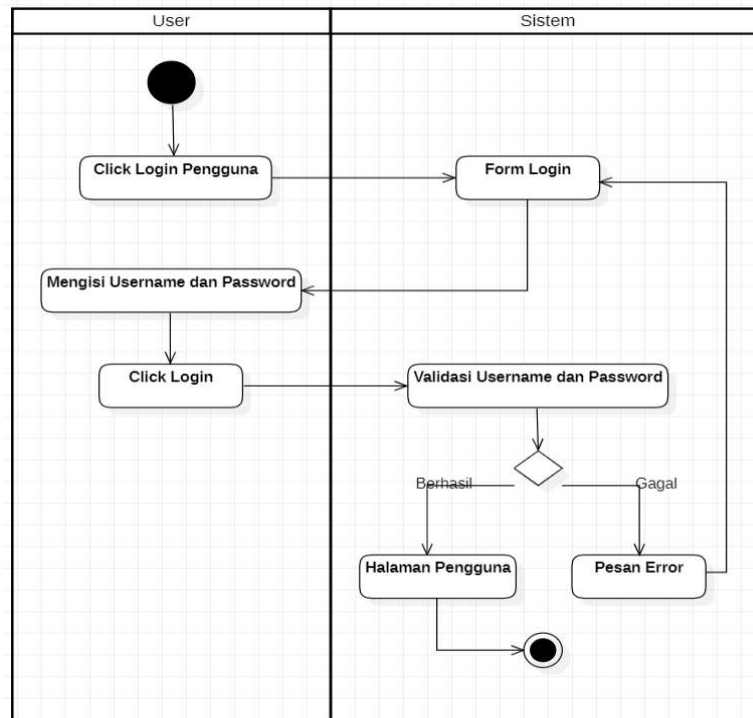 User
Sistem
Click Login Pengguna
Form Login
Mengisi Username dan Password
Click Login
Validasi Username dan Password
Berhasil
Gagal
Halaman Pengguna
Pesan Error